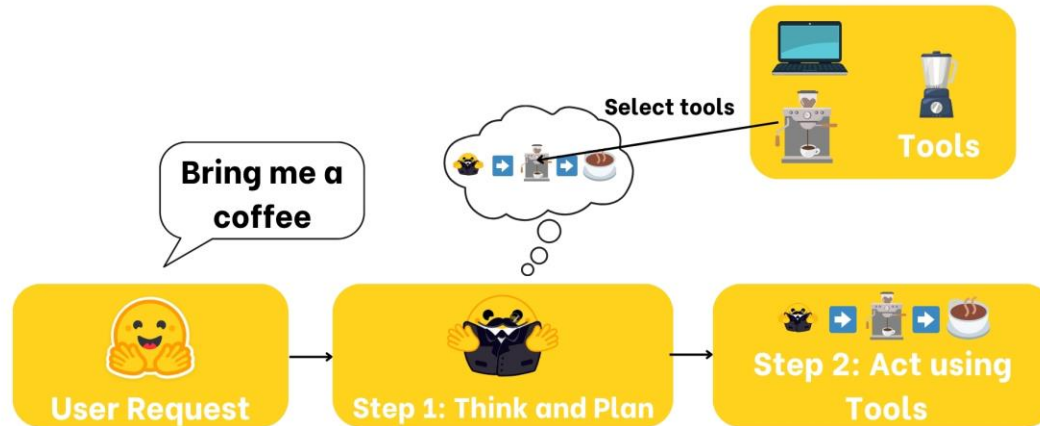 Select tools
Tools
Bring me a
coffee
User Request
Step 1: Think and Plan
Step 2: Act using
Tools